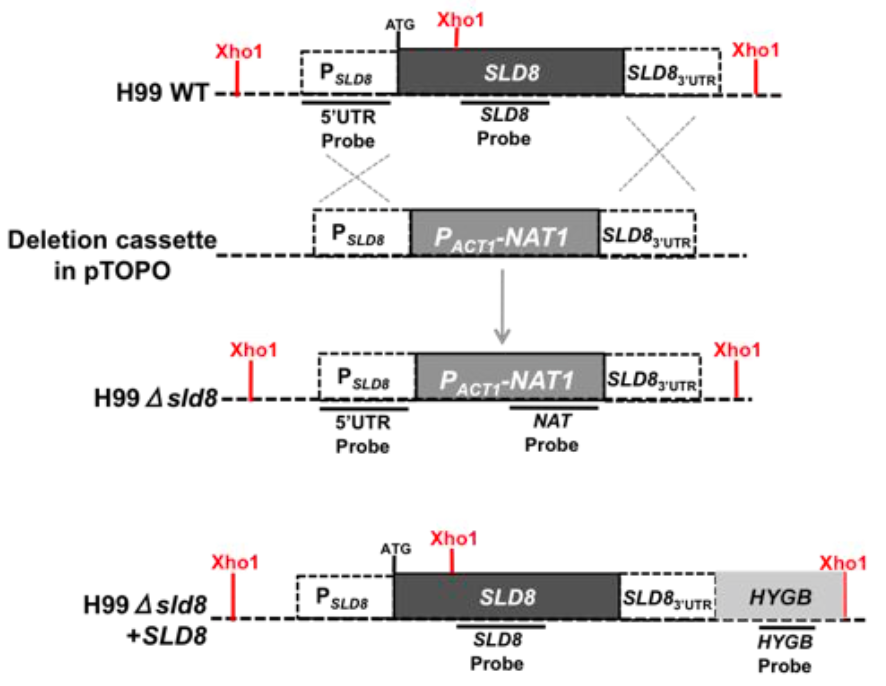 Xho1
ATG
Xho1
Xho1
P SLD8
SLD8
SLD8 3'UTR
H99 WT
5'UTR
Probe
SLD8
Probe
Deletion cassette
in pTOPO
P SLD8
P ACT1-NAT1
SLD8 3'UTR
Xho1
Xho1
P SLD8
P ACT1-NAT1
SLD8 3'UTR
H99 Δsld8
5'UTR
Probe
NAT
Probe
Xho1
ATG
Xho1
Xho1
P SLD8
SLD8
SLD8 3'UTR
HYGB
H99 Δsld8
+SLD8
SLD8
Probe
HYGB
Probe